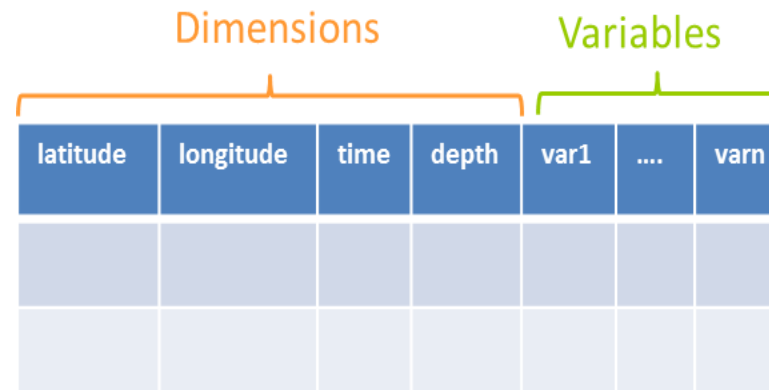 Dimensions Variables
latitude longitude time depth var1 .... varn